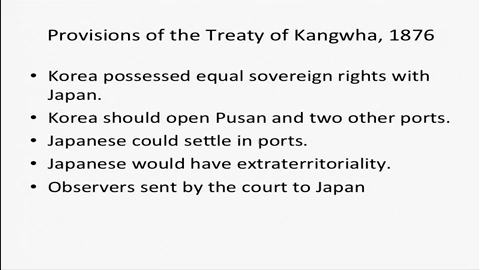 Provisions of the Treaty of Kangwha, 1876
• Korea possessed equal sovereign rights with
Japan.
• Korea should open Pusan and two other ports.
• Japanese could settle in ports.
• Japanese would have extraterritoriality.
• Observers sent by the court to Japan